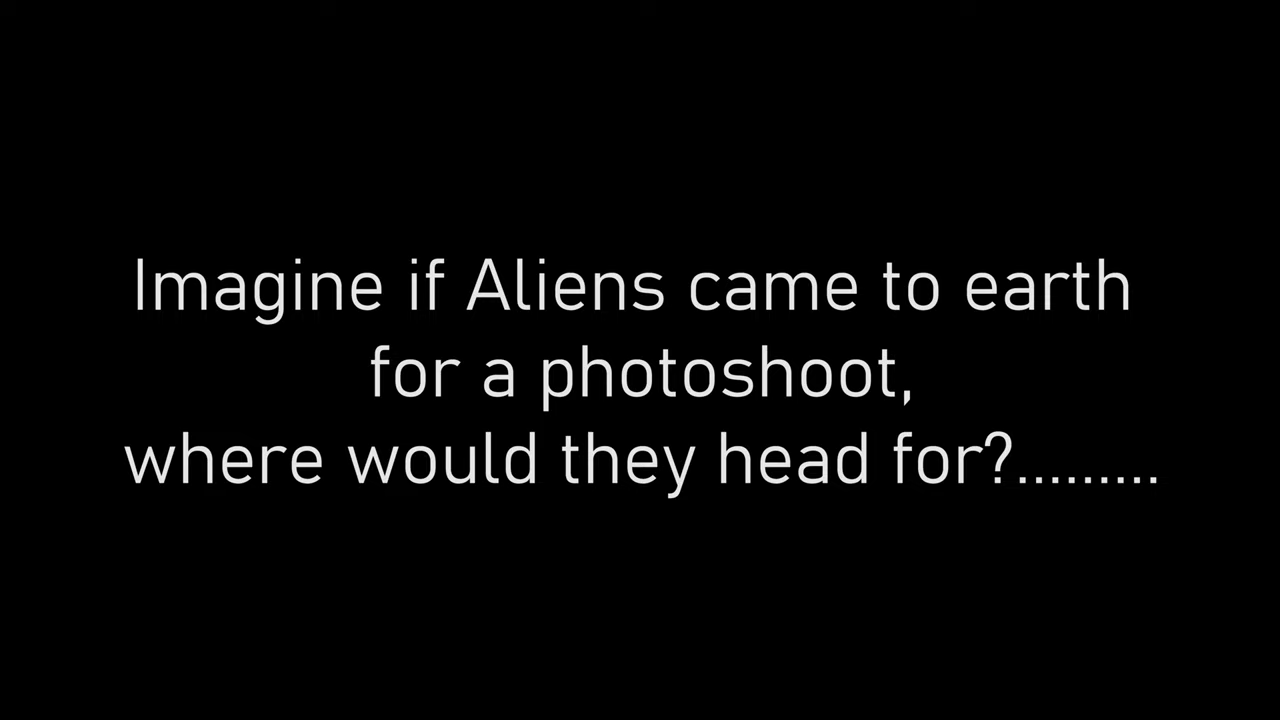 Imagine if Aliens came to earth
for a photoshoot,
where would they head for?.........